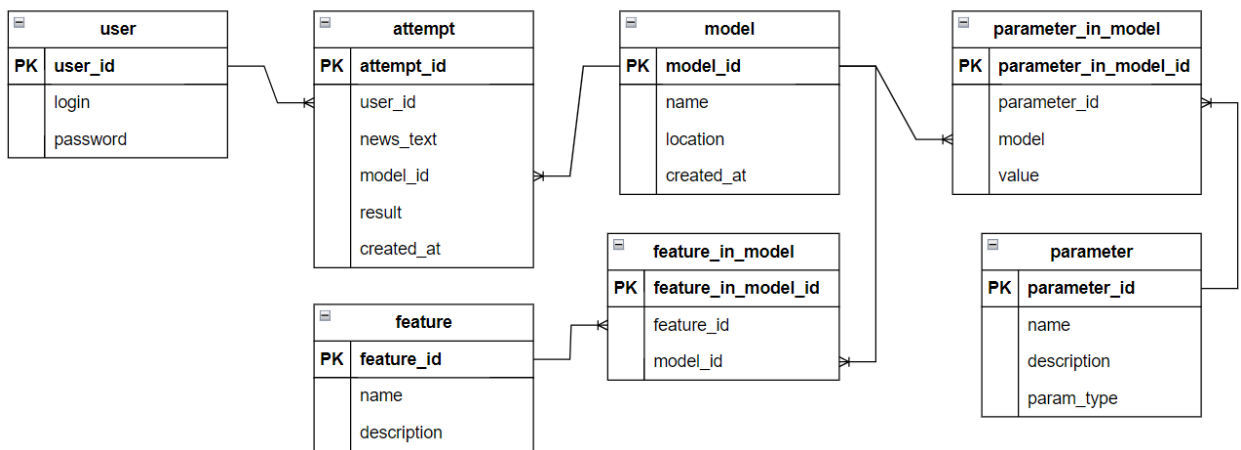 user
PK user_id
login
password
attempt
PK attempt_id
user_id
news_text
model_id
result
created_at
model
PK model_id
name
location
created_at
parameter_in_model
PK parameter_in_model_id
parameter_id
model
value
feature
PK feature_id
name
description
feature_in_model
PK feature_in_model_id
feature_id
model_id
parameter
PK parameter_id
name
description
param_type